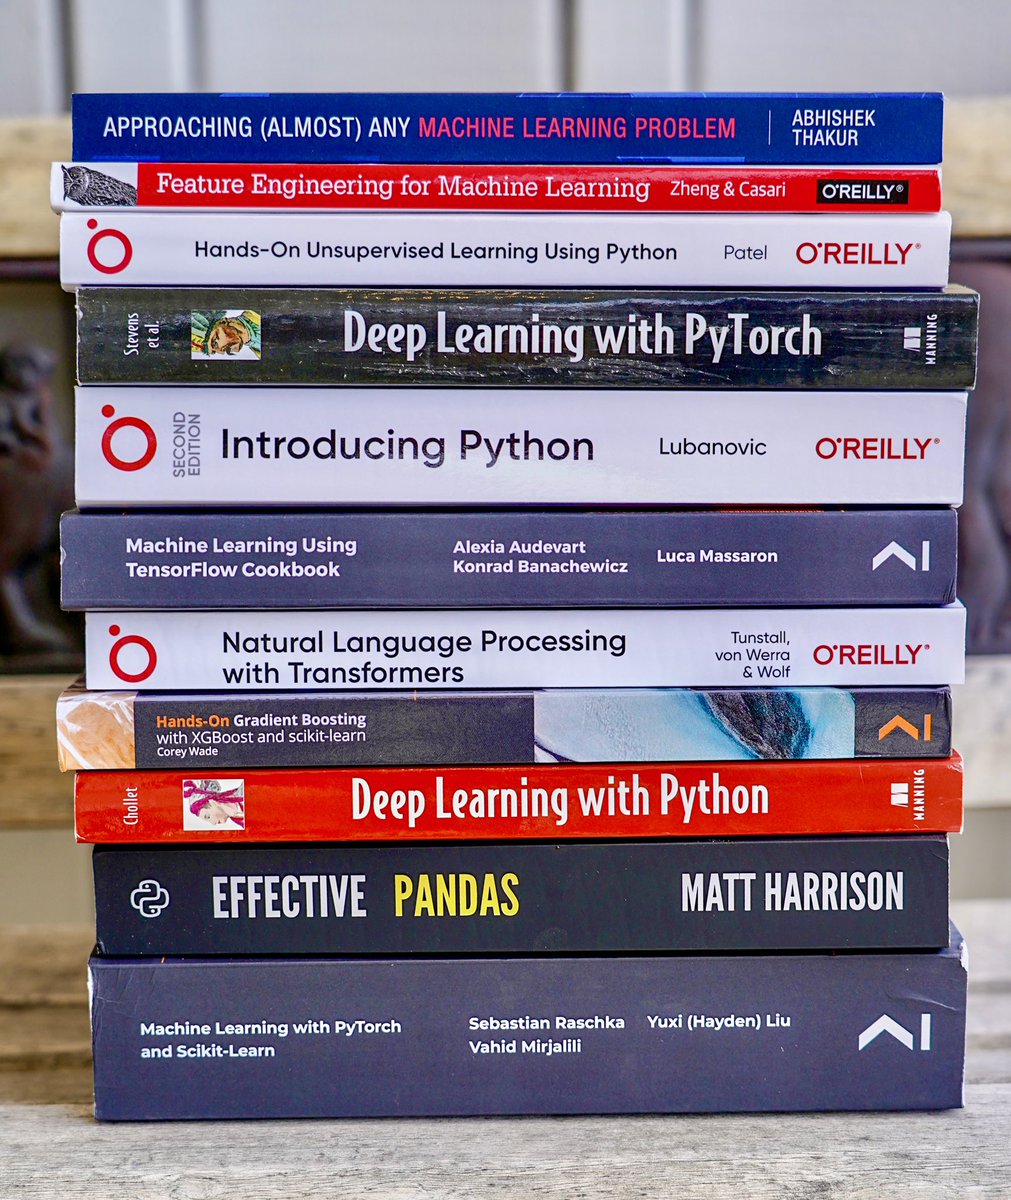 APPROACHING (ALMOST) ANY MACHINE LEARNING PROBLEM
ABHISHEK
THAKUR
Feature Engineering for Machine Learning Zheng & Casari O'REILLY®
Hands-On Unsupervised Learning Using Python Patel O'REILLY®
Stevens
et al.
Deep Learning with PyTorch
MANNING
SECOND
EDITION
Introducing Python Lubanovic O'REILLY®
Machine Learning Using
TensorFlow Cookbook
Alexia Audevart
Konrad Banachewicz
Luca Massaron
Natural Language Processing
with Transformers
Tunstall,
von Werra
& Wolf
O'REILLY®
Hands-On Gradient Boosting
with XGBoost and scikit-learn
Corey Wade
Chollet
Deep Learning with Python
MANNING
EFFECTIVE PANDAS MATT HARRISON
Machine Learning with PyTorch
and Scikit-Learn
Sebastian Raschka Yuxi (Hayden) Liu
Vahid Mirjalili